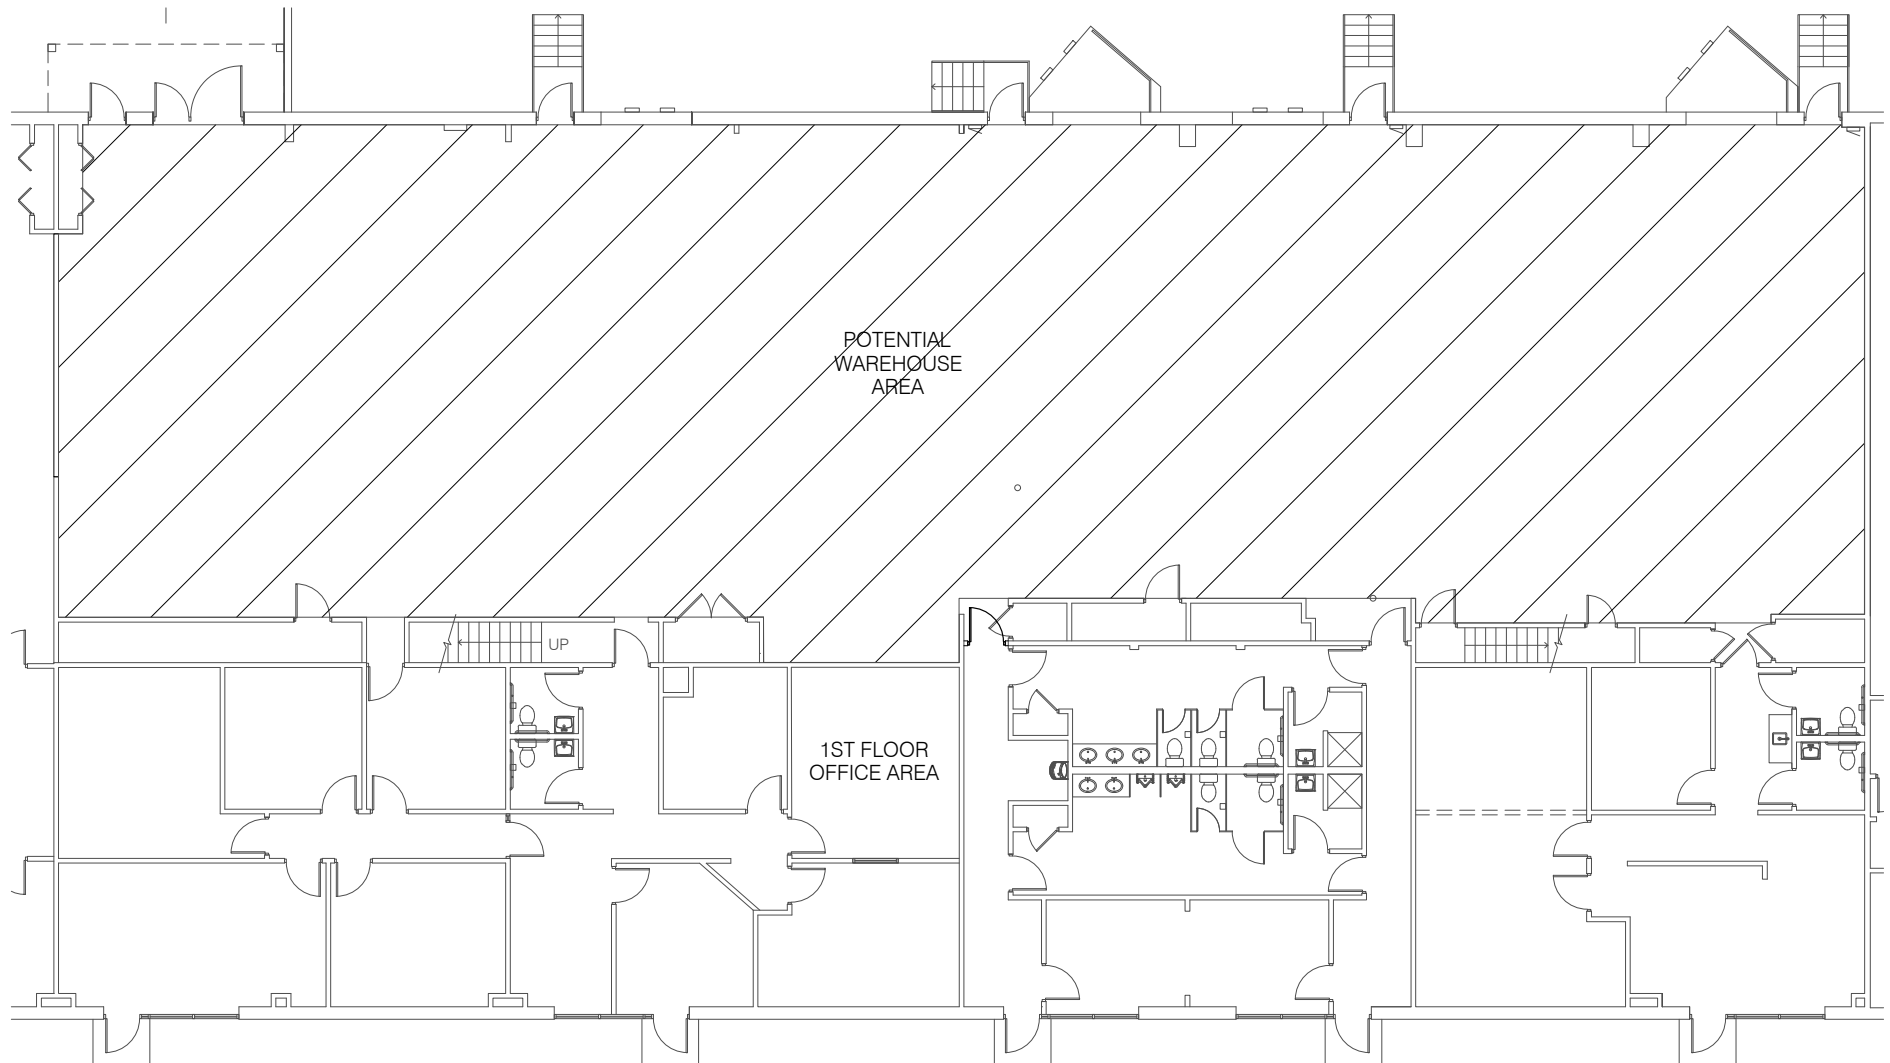 POTENTIAL
WAREHOUSE
AREA
UP
1ST FLOOR
OFFICE AREA